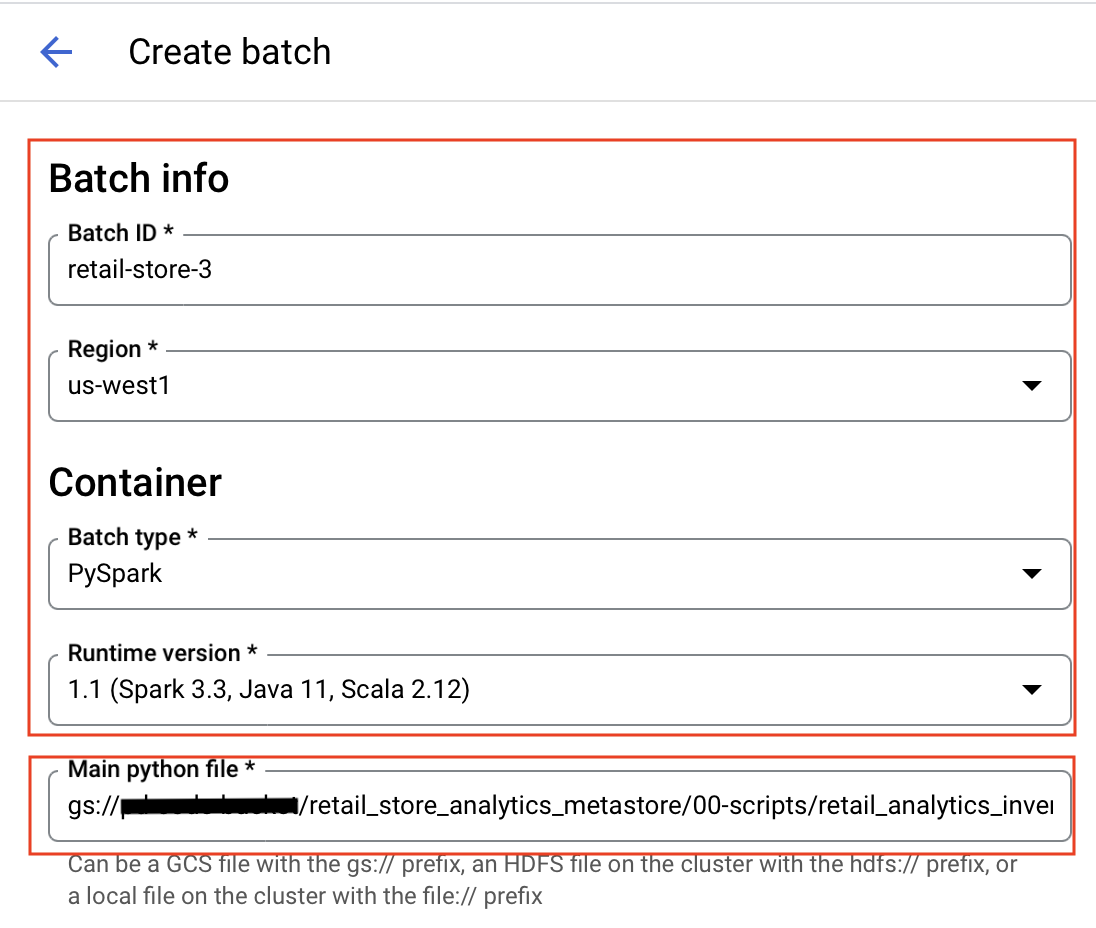 Create batch
Batch info
Batch ID *
retail-store-3
Region *
us-west1
Container
Batch type *
PySpark
Runtime version *
1.1 (Spark 3.3, Java 11, Scala 2.12)
Main python file *
gs:///retail_store_analytics_metastore/00-scripts/retail_analytics_inver
Can be a GCS file with the gs:// prefix, an HDFS file on the cluster with the hdfs:// prefix, or
a local file on the cluster with the file:// prefix